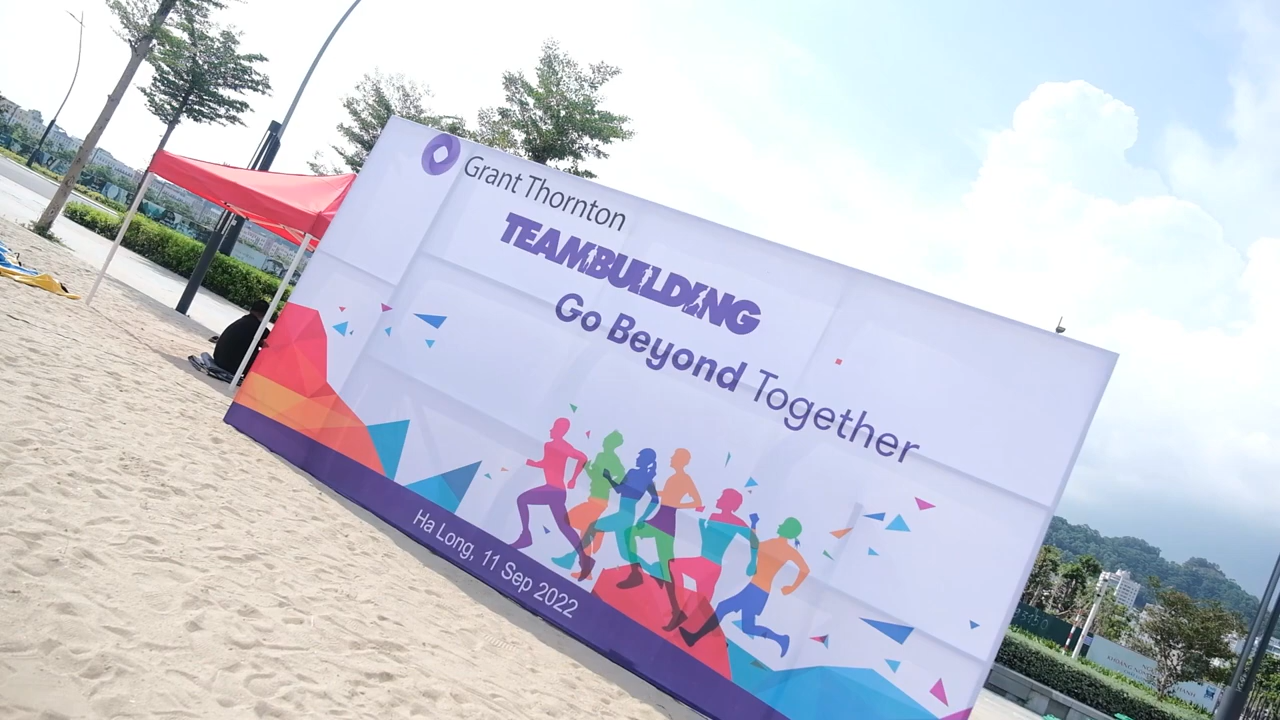 Grant Thornton
TEAMBUILDING
Go Beyond Together
Ha Long, 11 Sep 2022